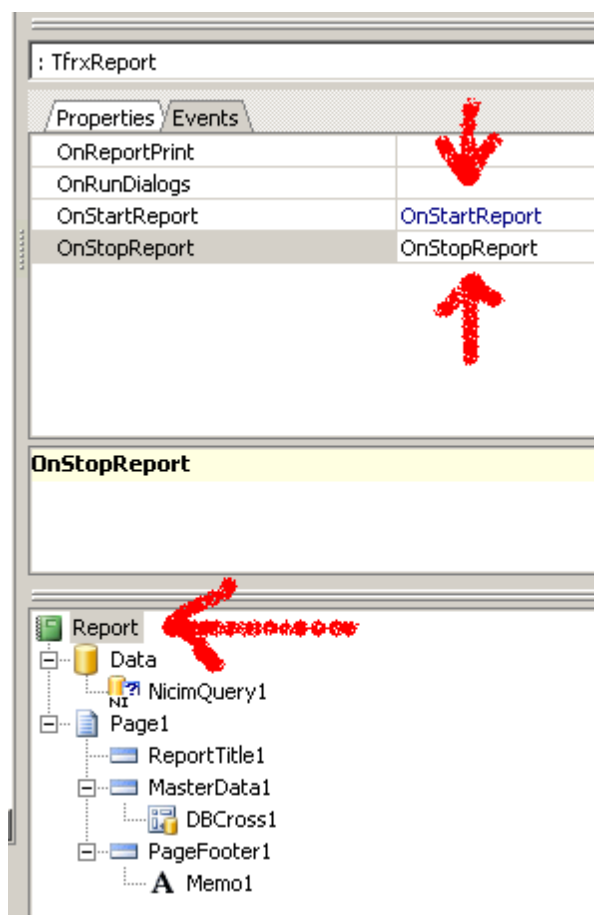 : TfrxReport
Properties Events
OnReportPrint
OnRunDialogs
OnStartReport OnStartReport
OnStopReport OnStopReport
OnStopReport
Report
Data
NI NicimQuery1
Page1
ReportTitle1
MasterData1
DBCross1
PageFooter1
A Memo1